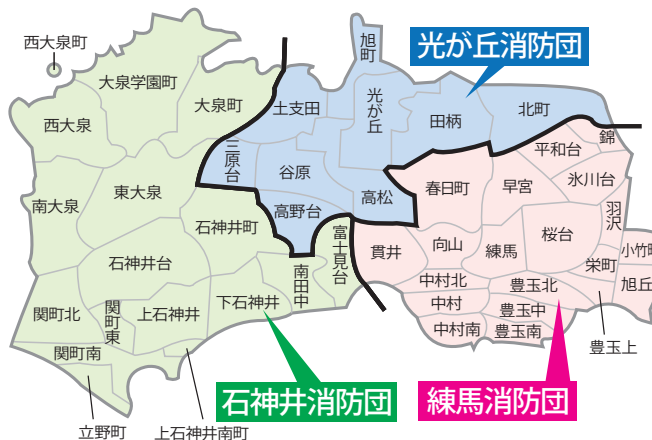 西大泉町
大泉学園町
大泉町
西大泉
南大泉
東大泉
石神井町
石神井台
関町北
関町東
関町南
上石神井
下石神井
南田中
富士見台
立野町
上石神井南町
石神井消防団
旭町
光が丘消防団
土支田
光が丘
田柄
北町
三原台
谷原
高松
高野台
錦
平和台
氷川台
春日町
早宮
羽沢
貫井
向山
練馬
桜台
小竹町
栄町
旭丘
中村北
豊玉北
中村
豊玉中
中村南
豊玉南
豊玉上
練馬消防団